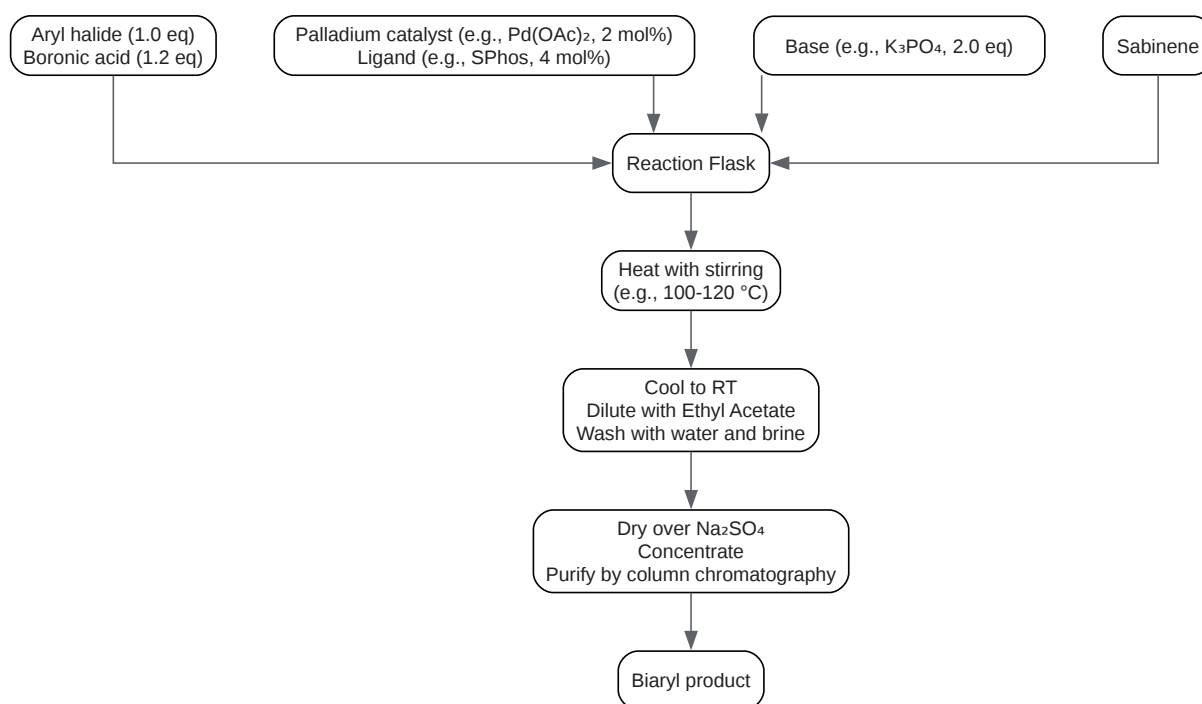 Aryl halide (1.0 eq)
Boronic acid (1.2 eq)
Palladium catalyst (e.g., Pd(OAc)₂, 2 mol%)
Ligand (e.g., SPhos, 4 mol%)
Base (e.g., K₃PO₄, 2.0 eq)
Sabinene
Reaction Flask
Heat with stirring
(e.g., 100-120 °C)
Cool to RT
Dilute with Ethyl Acetate
Wash with water and brine
Dry over Na₂SO₄
Concentrate
Purify by column chromatography
Biaryl product